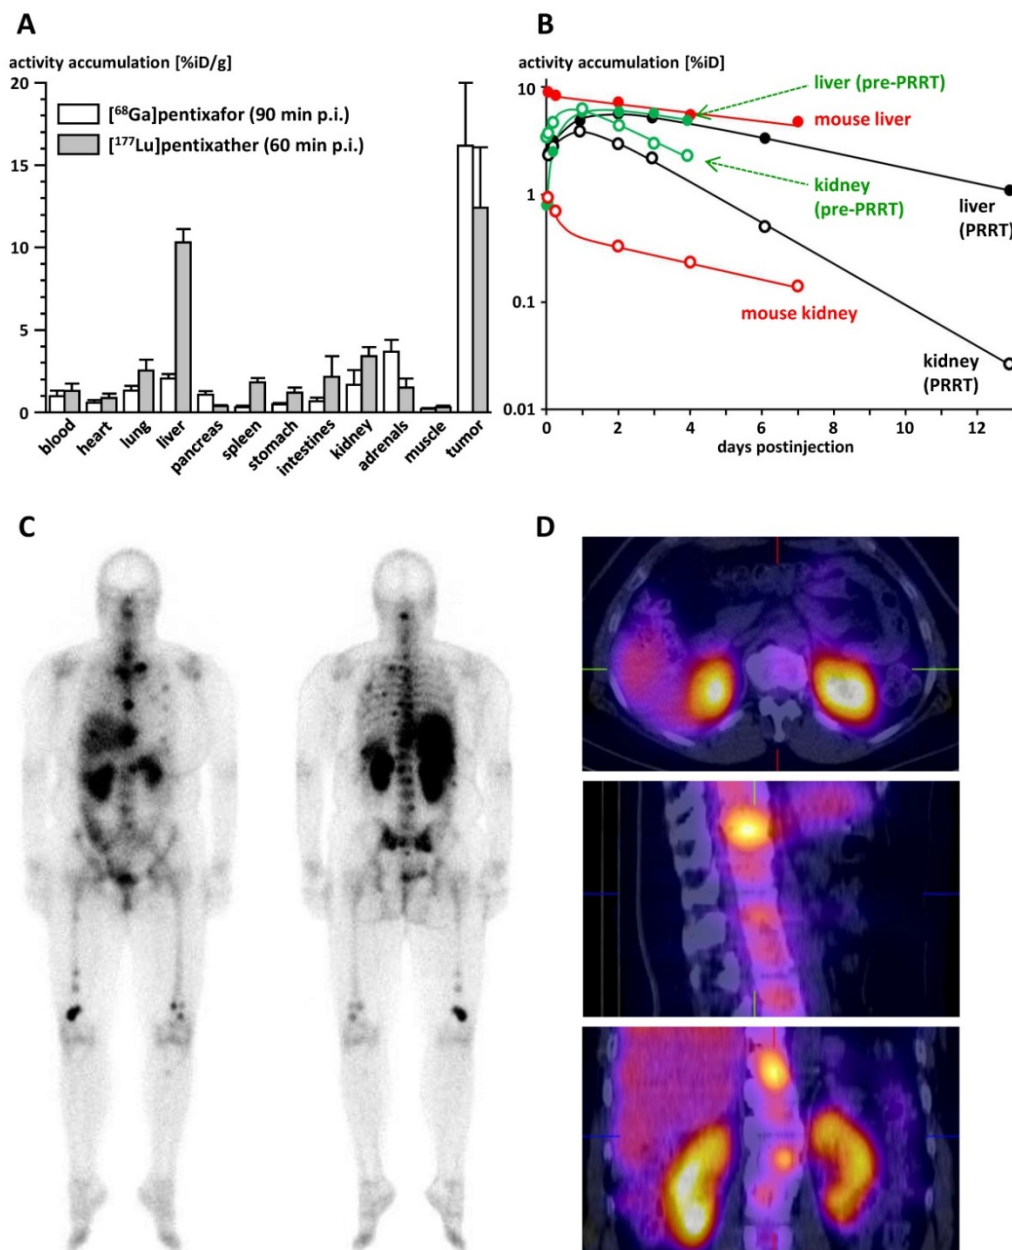 A
activity accumulation [%iD/g]
20
15
10
5
0
[⁶⁸Ga]pentixafor (90 min p.i.)
[¹⁷⁷Lu]pentixather (60 min p.i.)
blood
heart
lung
liver
pancreas
spleen
stomach
intestines
kidney
adrenals
muscle
tumor
B
activity accumulation [%iD]
10
1
0.1
0.01
liver (pre-PRRT)
mouse liver
kidney
(pre-PRRT)
liver
(PRRT)
mouse kidney
kidney
(PRRT)
0
2
4
6
8
10
12
days postinjection
C
D